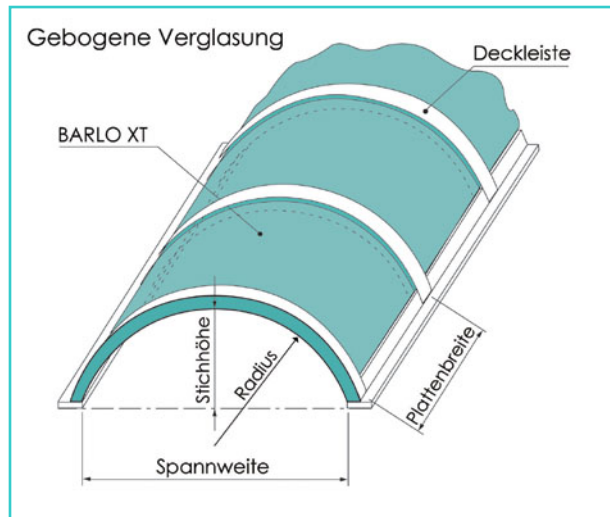 Gebogene Verglasung
Deckleiste
BARLO XT
Stichhöhe
Radius
Plattenbreite
Spannweite